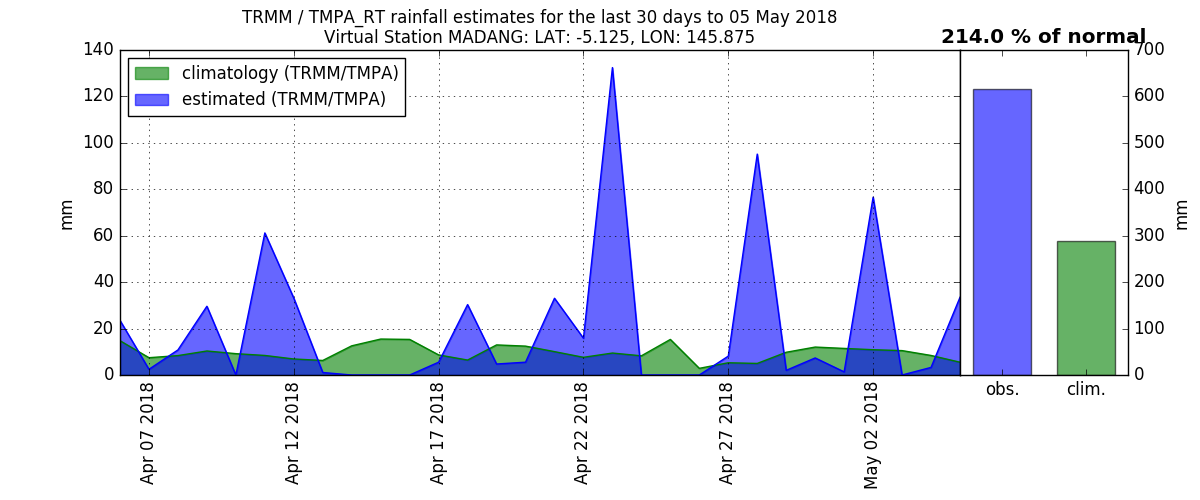 TRMM / TMPA_RT rainfall estimates for the last 30 days to 05 May 2018
Virtual Station MADANG: LAT: -5.125, LON: 145.875
214.0 % of normal
climatology (TRMM/TMPA)
estimated (TRMM/TMPA)
mm
140
120
100
80
60
40
20
0
Apr 07 2018
Apr 12 2018
Apr 17 2018
Apr 22 2018
Apr 27 2018
May 02 2018
700
600
500
400
300
200
100
0
mm
obs.
clim.